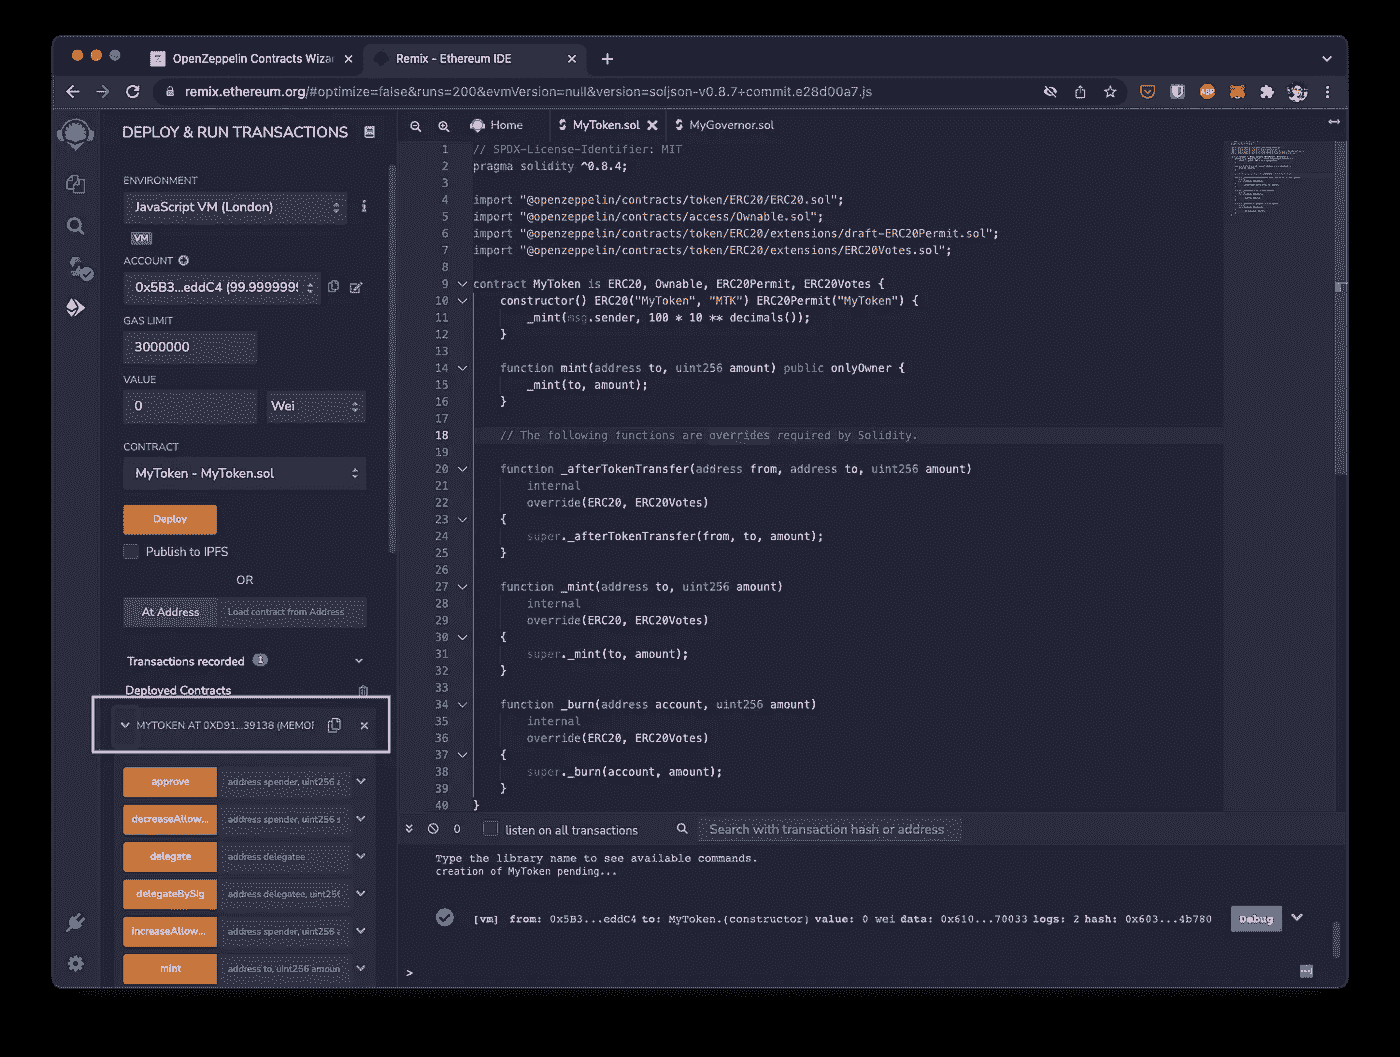 OpenZeppelin Contracts Wiza
Remix - Ethereum IDE
remix.ethereum.org/#optimize=false&runs=200&evmVersion=null&version=soljson-v0.8.7+commit.e28d00a7.js
ABP
DEPLOY & RUN TRANSACTIONS
ENVIRONMENT
JavaScript VM (London)
VM
ACCOUNT
0x5B3...eddC4 (99.9999999
GAS LIMIT
3000000
VALUE
0
Wei
CONTRACT
MyToken - MyToken.sol
Deploy
Publish to IPFS
OR
At Address
Load contract from Address
Transactions recorded 1
Deployed Contracts
MYTOKEN AT 0XD91...39138 (MEMOR
approve address spender, uint256 a
decreaseAllow... address spender, uint256 s
delegate address delegatee
delegateBySig address delegatee, uint256
increaseAllow... address spender, uint256
mint address to, uint256 amoun
Home
MyToken.sol
MyGovernor.sol
1 // SPDX-License-Identifier: MIT
2 pragma solidity ^0.8.4;
3
4 import "@openzeppelin/contracts/token/ERC20/ERC20.sol";
5 import "@openzeppelin/contracts/access/Ownable.sol";
6 import "@openzeppelin/contracts/token/ERC20/extensions/draft-ERC20Permit.sol";
7 import "@openzeppelin/contracts/token/ERC20/extensions/ERC20Votes.sol";
8
9 contract MyToken is ERC20, Ownable, ERC20Permit, ERC20Votes {
10 constructor() ERC20("MyToken", "MTK") ERC20Permit("MyToken") {
11 _mint(msg.sender, 100 * 10 ** decimals());
12 }
13
14 function mint(address to, uint256 amount) public onlyOwner {
15 _mint(to, amount);
16 }
17
18 // The following functions are overrides required by Solidity.
19
20 function _afterTokenTransfer(address from, address to, uint256 amount)
21 internal
22 override(ERC20, ERC20Votes)
23 {
24 super._afterTokenTransfer(from, to, amount);
25 }
26
27 function _mint(address to, uint256 amount)
28 internal
29 override(ERC20, ERC20Votes)
30 {
31 super._mint(to, amount);
32 }
33
34 function _burn(address account, uint256 amount)
35 internal
36 override(ERC20, ERC20Votes)
37 {
38 super._burn(account, amount);
39 }
40 }
0
listen on all transactions
Search with transaction hash or address
Type the library name to see available commands.
creation of MyToken pending...
[vm] from: 0x5B3...eddC4 to: MyToken.(constructor) value: 0 wei data: 0x610...70033 logs: 2 hash: 0x603...4b780
Debug
>